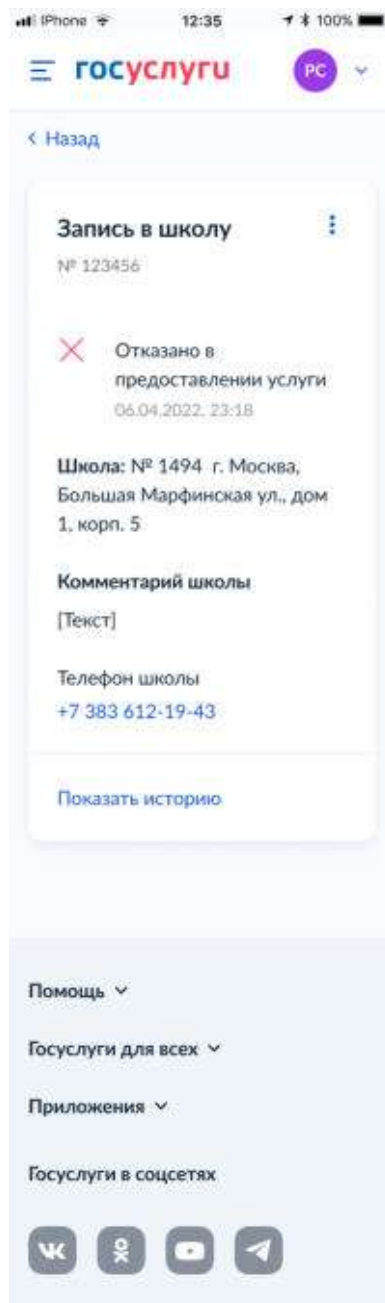 iPhone 12:35 100%
госуслуги РС
Назад
Запись в школу
№ 123456
Отказано в
предоставлении услуги
06.04.2022, 23:18
Школа: № 1494 г. Москва,
Большая Марфинская ул., дом
1, корп. 5
Комментарий школы
[Текст]
Телефон школы
+7 383 612-19-43
Показать историю
Помощь
Госуслуги для всех
Приложения
Госуслуги в соцсетях